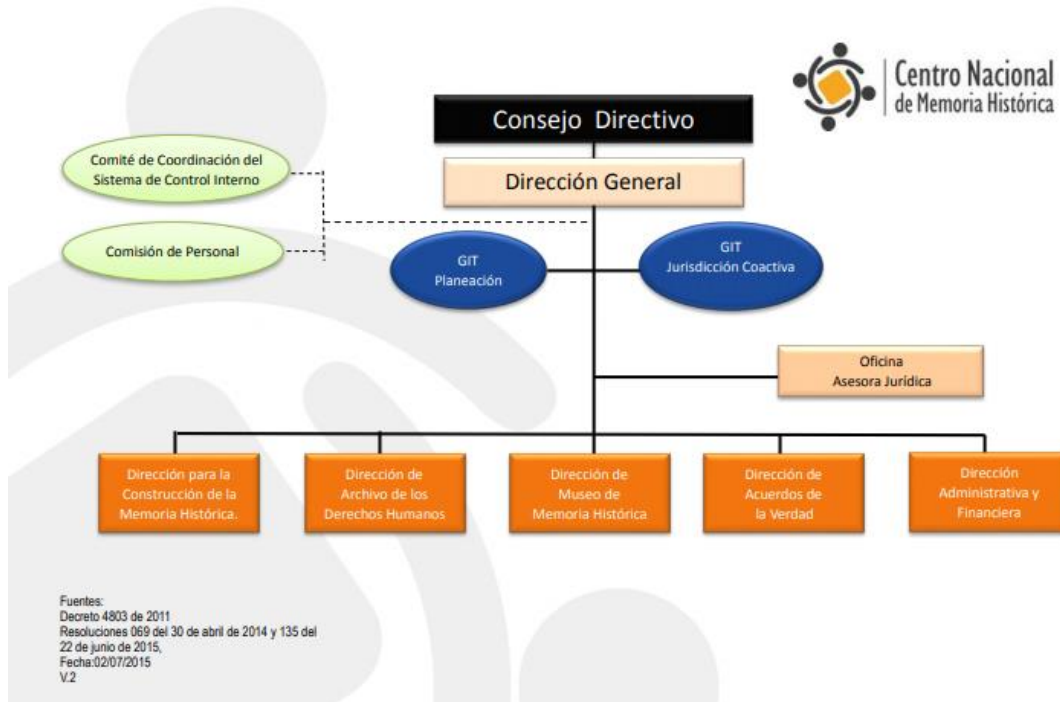 Centro Nacional
de Memoria Histórica
Consejo Directivo
Dirección General
Comité de Coordinación del
Sistema de Control Interno
Comisión de Personal
GIT
Planeación
GIT
Jurisdicción Coactiva
Oficina
Asesora Jurídica
Dirección para la
Construcción de la
Memoria Histórica.
Dirección de
Archivo de los
Derechos Humanos
Dirección de
Museo de
Memoria Histórica
Dirección de
Acuerdos de
la Verdad
Dirección
Administrativa y
Financiera
Fuentes:
Decreto 4803 de 2011
Resoluciones 069 del 30 de abril de 2014 y 135 del
22 de junio de 2015,
Fecha:02/07/2015
V.2